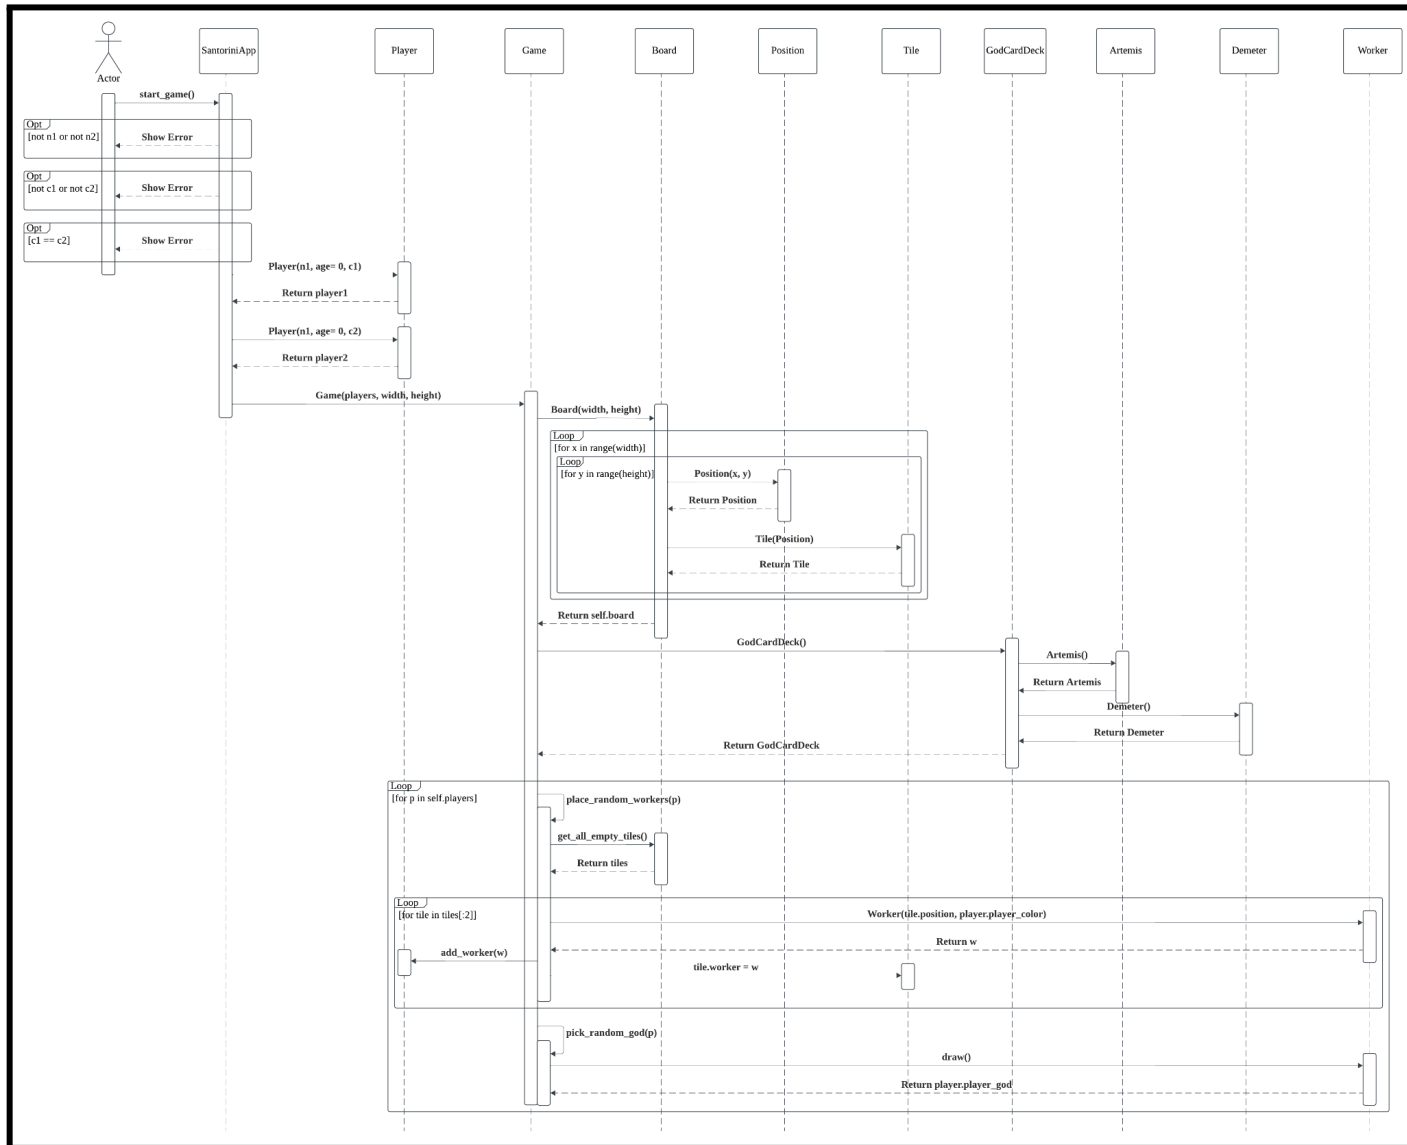 SantoriniApp
Player
Game
Board
Position
Tile
GodCardDeck
Artemis
Demeter
Worker
Actor
start_game()
Opt
[not n1 or not n2]
Show Error
Opt
[not c1 or not c2]
Show Error
Opt
[c1 == c2]
Show Error
Player(n1, age= 0, c1)
Return player1
Player(n1, age= 0, c2)
Return player2
Game(players, width, height)
Board(width, height)
Loop
[for x in range(width)]
Loop
[for y in range(height)]
Position(x, y)
Return Position
Tile(Position)
Return Tile
Return self.board
GodCardDeck()
Artemis()
Return Artemis
Demeter()
Return Demeter
Return GodCardDeck
Loop
[for p in self.players]
place_random_workers(p)
get_all_empty_tiles()
Return tiles
Loop
[for tile in tiles[:2]]
Worker(tile.position, player.player_color)
Return w
add_worker(w)
tile.worker = w
pick_random_god(p)
draw()
Return player.player_god